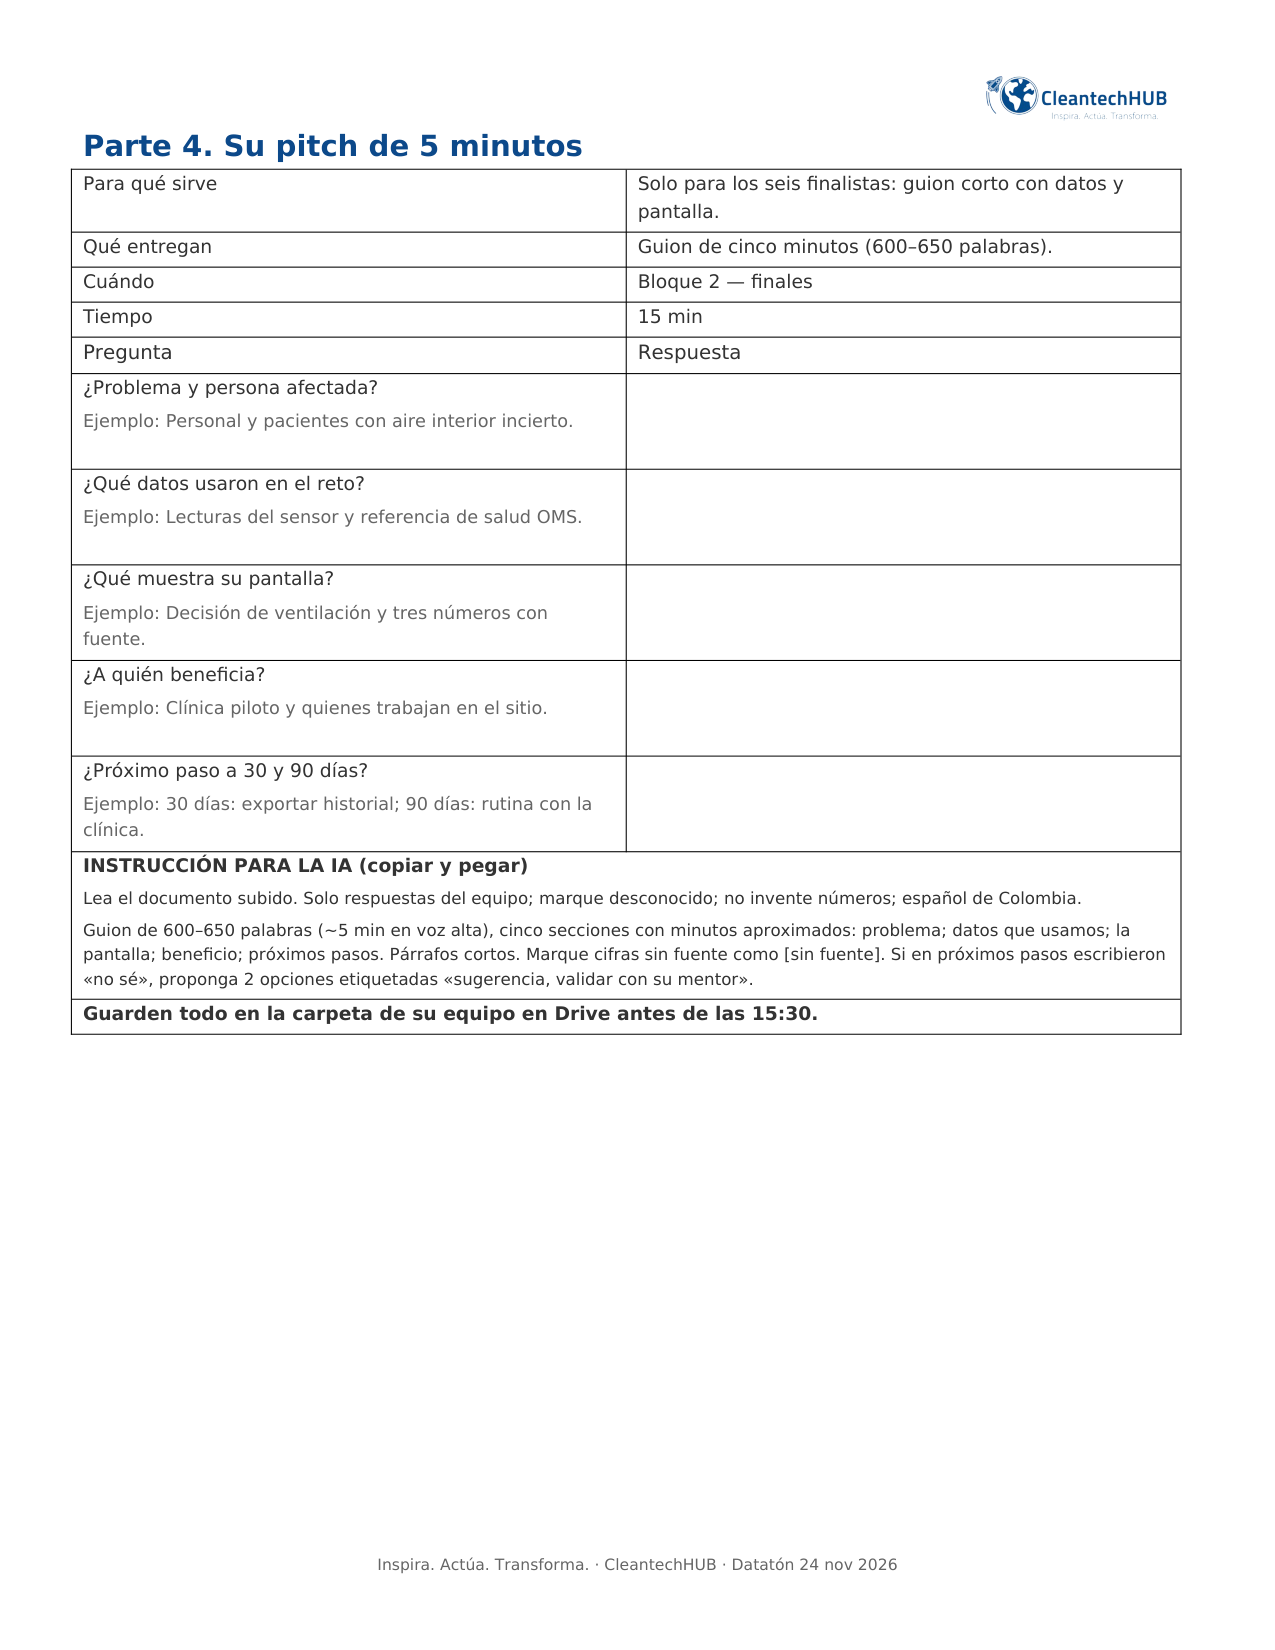 CleantechHUB
Inspira. Actúa. Transforma.
Parte 4. Su pitch de 5 minutos
Para qué sirve
Solo para los seis finalistas: guion corto con datos y
pantalla.
Qué entregan
Guion de cinco minutos (600–650 palabras).
Cuándo
Bloque 2 — finales
Tiempo
15 min
Pregunta
Respuesta
¿Problema y persona afectada?
Ejemplo: Personal y pacientes con aire interior incierto.
¿Qué datos usaron en el reto?
Ejemplo: Lecturas del sensor y referencia de salud OMS.
¿Qué muestra su pantalla?
Ejemplo: Decisión de ventilación y tres números con
fuente.
¿A quién beneficia?
Ejemplo: Clínica piloto y quienes trabajan en el sitio.
¿Próximo paso a 30 y 90 días?
Ejemplo: 30 días: exportar historial; 90 días: rutina con la
clínica.
INSTRUCCIÓN PARA LA IA (copiar y pegar)
Lea el documento subido. Solo respuestas del equipo; marque desconocido; no invente números; español de Colombia.
Guion de 600–650 palabras (~5 min en voz alta), cinco secciones con minutos aproximados: problema; datos que usamos; la
pantalla; beneficio; próximos pasos. Párrafos cortos. Marque cifras sin fuente como [sin fuente]. Si en próximos pasos escribieron
«no sé», proponga 2 opciones etiquetadas «sugerencia, validar con su mentor».
Guarden todo en la carpeta de su equipo en Drive antes de las 15:30.
Inspira. Actúa. Transforma. · CleantechHUB · Datatón 24 nov 2026